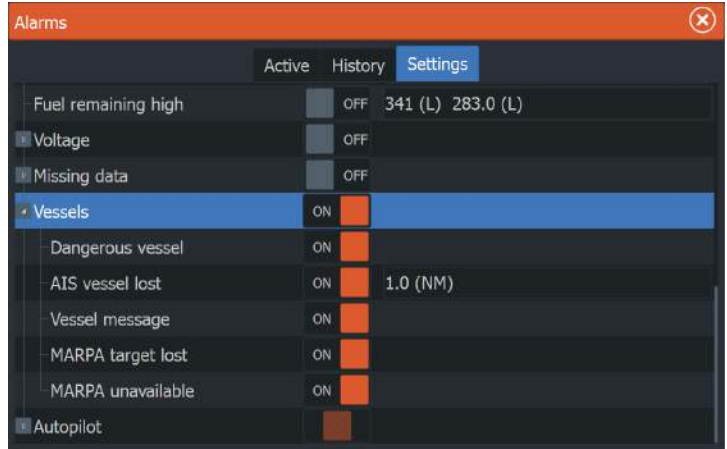 Alarms
Active History Settings
Fuel remaining high OFF 341 (L) 283.0 (L)
Voltage OFF
Missing data OFF
Vessels ON
Dangerous vessel ON
AIS vessel lost ON 1.0 (NM)
Vessel message ON
MARPA target lost ON
MARPA unavailable ON
Autopilot